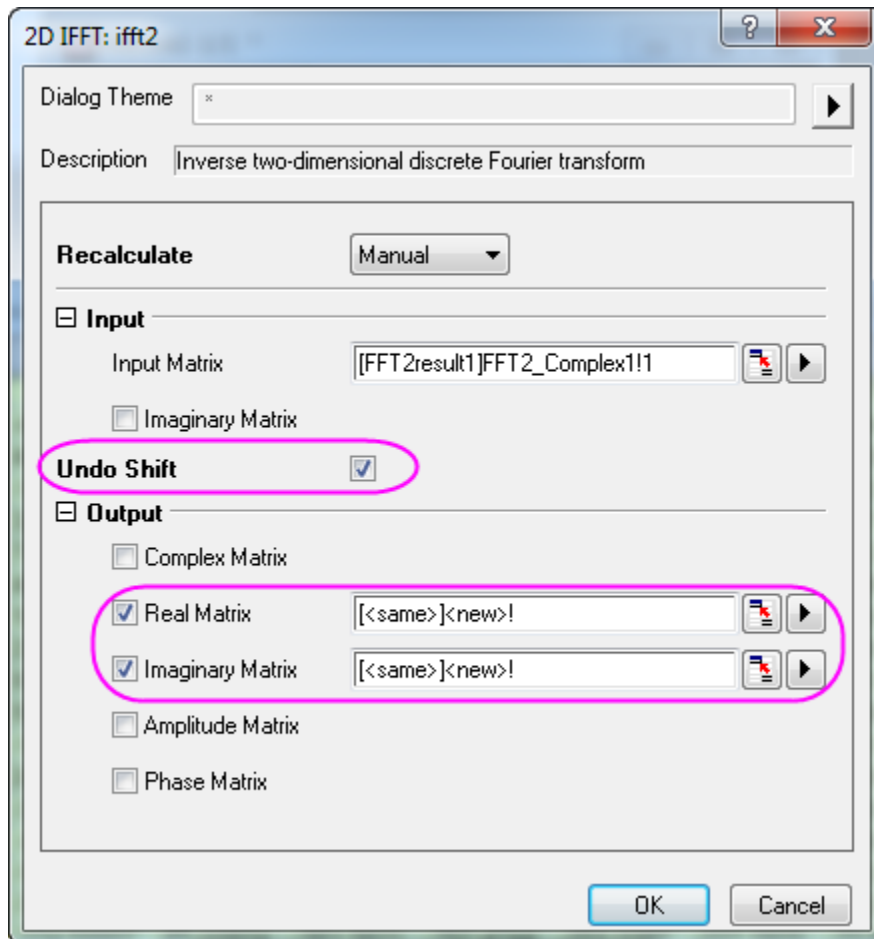 2D IFFT: ifft2
Dialog Theme *
Description Inverse two-dimensional discrete Fourier transform
Recalculate Manual
Input
Input Matrix [FFT2result1]FFT2_Complex1!1
Imaginary Matrix
Undo Shift
Output
Complex Matrix
Real Matrix [<same>]<new>!
Imaginary Matrix [<same>]<new>!
Amplitude Matrix
Phase Matrix
OK Cancel